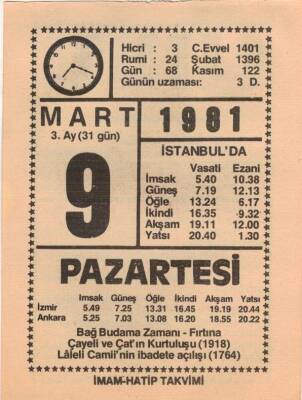 Hicri : 3 C.Evvel 1401
Rumi : 24 Şubat 1396
Gün : 68 Kasım 122
Günün uzaması: 3 D.
MART 1981
3. Ay (31 gün)
9
İSTANBUL'DA
Vasati Ezani
İmsak 5.40 10.38
Güneş 7.19 12.13
Öğle 13.24 6.17
İkindi 16.35 9.32
Akşam 19.11 12.00
Yatsı 20.40 1.30
PAZARTESİ
Imsak Güneş Öğle İkindi Akşam Yatsı
Izmir 5.49 7.25 13.31 16.45 19.19 20.44
Ankara 5.25 7.03 13.08 16.20 18.55 20.22
Bağ Budama Zamanı - Fırtına
Çayeli ve Çat'ın Kurtuluşu (1918)
Lâleli Camii'nin ibadete açılışı (1764)
İMAM-HATİP TAKVİMİ